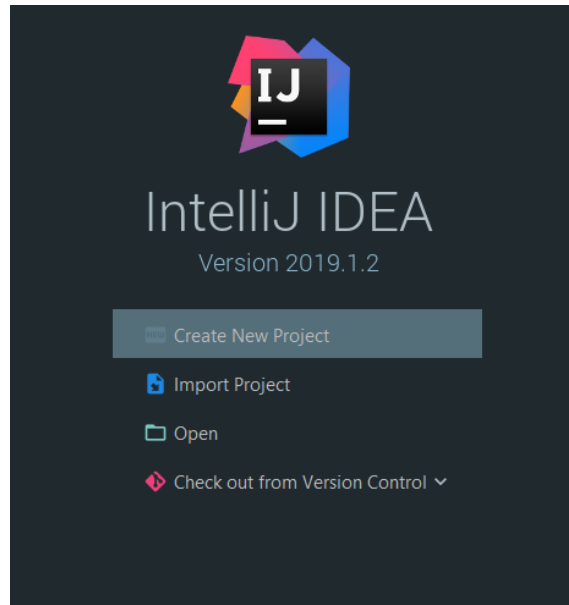 IJ
IntelliJ IDEA
Version 2019.1.2
Create New Project
Import Project
Open
Check out from Version Control